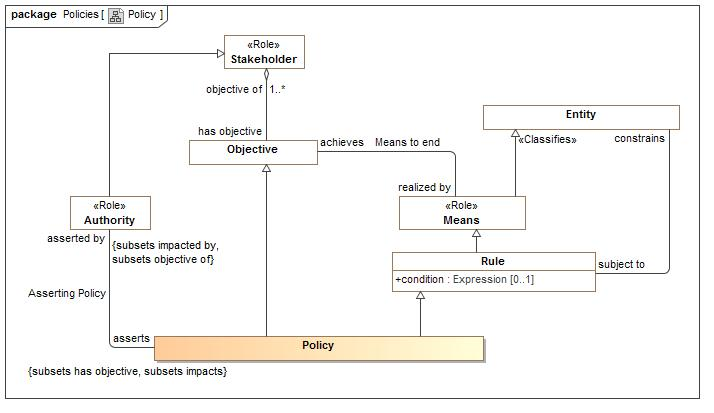 package Policies [ Policy ]
«Role»
Stakeholder
objective of 1..*
has objective
Objective
achieves Means to end
realized by
Entity
«Classifies» constrains
«Role»
Authority
asserted by
{subsets impacted by,
subsets objective of}
«Role»
Means
Rule
+condition : Expression [0..1]
subject to
Asserting Policy
asserts
Policy
{subsets has objective, subsets impacts}